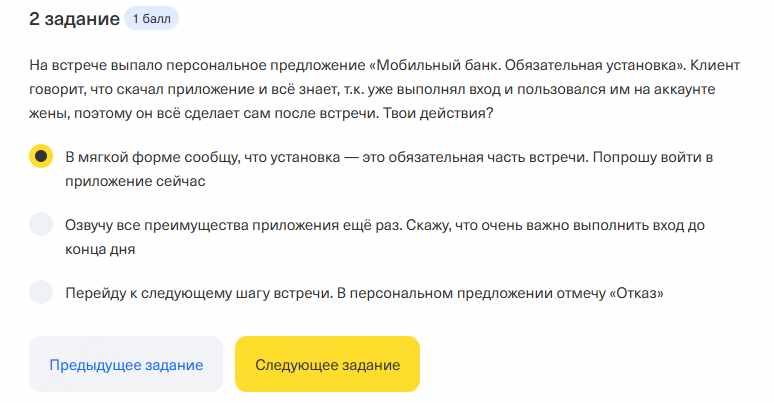 2 задание 1 балл
На встрече выпало персональное предложение «Мобильный банк. Обязательная установка». Клиент
говорит, что скачал приложение и всё знает, т.к. уже выполнял вход и пользовался им на аккаунте
жены, поэтому он всё сделает сам после встречи. Твои действия?
В мягкой форме сообщу, что установка — это обязательная часть встречи. Попрошу войти в
приложение сейчас
Озвучу все преимущества приложения ещё раз. Скажу, что очень важно выполнить вход до
конца дня
Перейду к следующему шагу встречи. В персональном предложении отмечу «Отказ»
Предыдущее задание Следующее задание